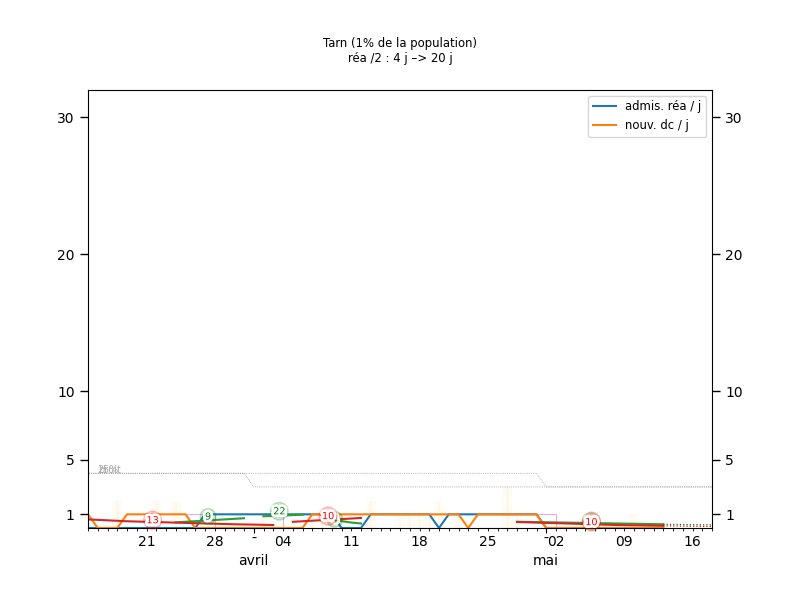 Tarn (1% de la population)
réa /2 : 4 j –> 20 j
admis. réa / j
nouv. dc / j
30 30
20 20
10 10
5 5
1 1
13 9 22 10 10
21 28 - 04 11 18 25 - 02 09 16
avril mai